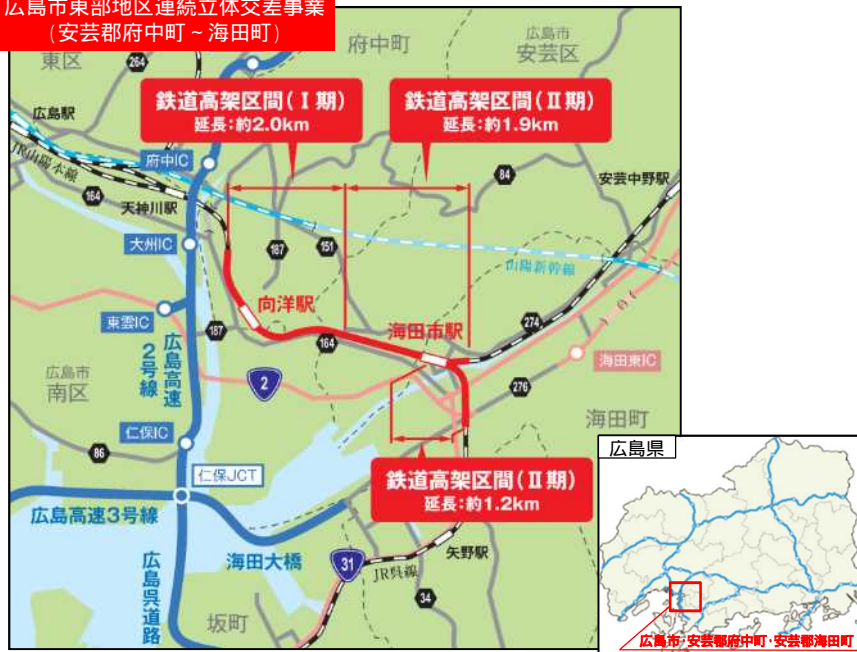 広島市東部地区連続立体交差事業
(安芸郡府中町~海田町)
東区
264
府中町
広島市
安芸区
鉄道高架区間(Ⅰ期)
延長:約2.0km
鉄道高架区間(Ⅱ期)
延長:約1.9km
広島駅
JR山陽本線
府中IC
164
天神川駅
84
安芸中野駅
大州IC
187
151
山陽新幹線
向洋駅
東雲IC
187
海田市駅
164
274
広島高速
2号線
海田東IC
広島市
南区
2
276
海田町
仁保IC
86
仁保JCT
鉄道高架区間(Ⅱ期)
延長:約1.2km
広島高速3号線
海田大橋
広島呉道路
31
JR呉線
矢野駅
34
坂町
広島県
広島市・安芸郡府中町・安芸郡海田町